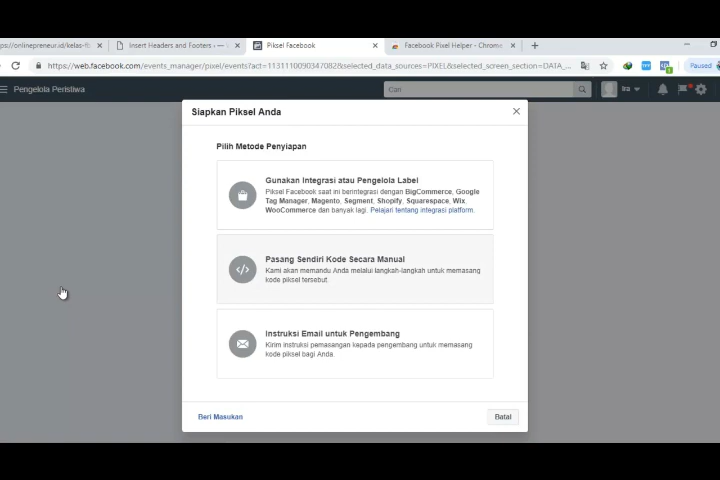 https://onlinepreneur.id/kelas-fb
Insert Headers and Footers
Piksel Facebook
Facebook Pixel Helper - Chrome
https://web.facebook.com/events_manager/pixel/events?act=1131110090347082&selected_data_sources=PIXEL&selected_screen_section=DATA_...
Paused
Pengelola Peristiwa
Cari
Ira
Siapkan Piksel Anda
Pilih Metode Penyiapan
Gunakan Integrasi atau Pengelola Label
Piksel Facebook saat ini berintegrasi dengan BigCommerce, Google
Tag Manager, Magento, Segment, Shopify, Squarespace, Wix,
WooCommerce dan banyak lagi. Pelajari tentang integrasi platform.
Pasang Sendiri Kode Secara Manual
Kami akan memandu Anda melalui langkah-langkah untuk memasang
kode piksel tersebut.
Instruksi Email untuk Pengembang
Kirim instruksi pemasangan kepada pengembang untuk memasang
kode piksel bagi Anda.
Beri Masukan
Batal